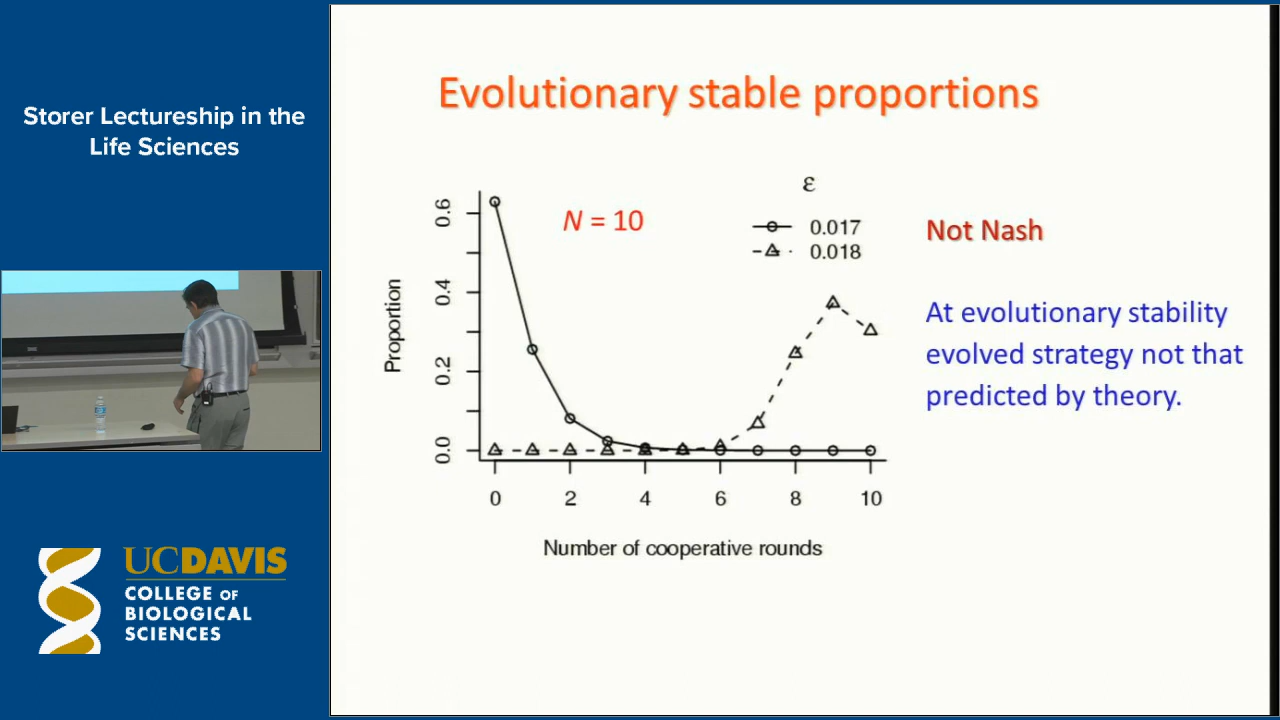 Storer Lectureship in the
Life Sciences
UCDAVIS
COLLEGE OF
BIOLOGICAL
SCIENCES
Evolutionary stable proportions
N = 10
ε
0.017
0.018
Not Nash
At evolutionary stability
evolved strategy not that
predicted by theory.
Proportion
0.6
0.4
0.2
0.0
0 2 4 6 8 10
Number of cooperative rounds